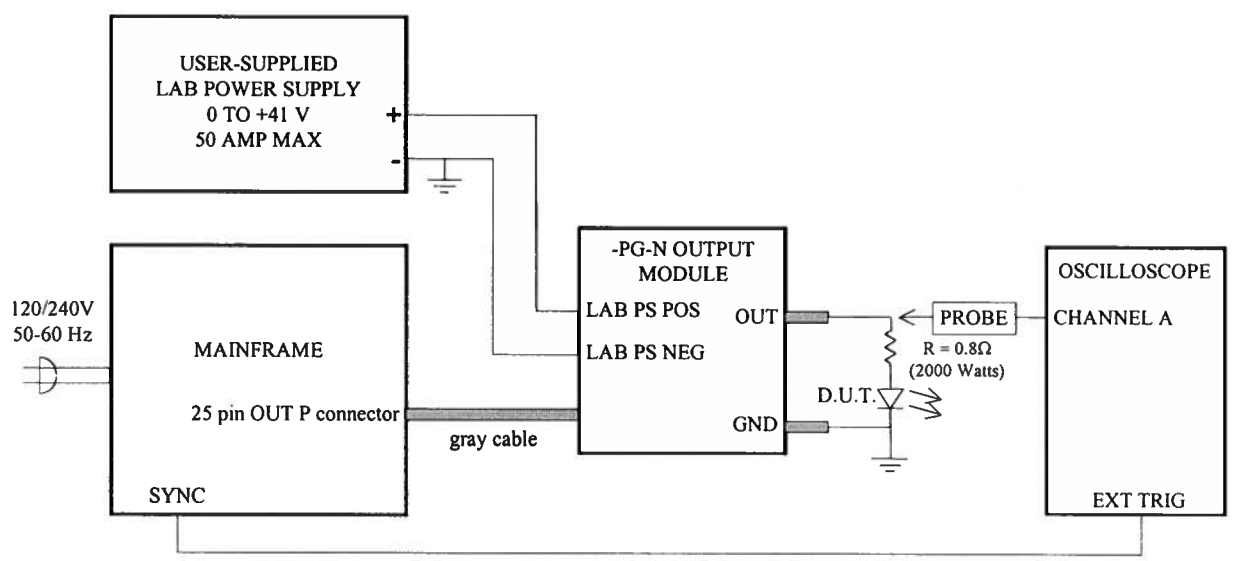 USER-SUPPLIED
LAB POWER SUPPLY
0 TO +41 V
50 AMP MAX
+
-
120/240V
50-60 Hz
MAINFRAME
25 pin OUT P connector
SYNC
gray cable
-PG-N OUTPUT
MODULE
LAB PS POS
LAB PS NEG
OUT
GND
PROBE
R = 0.8Ω
(2000 Watts)
D.U.T.
OSCILLOSCOPE
CHANNEL A
EXT TRIG